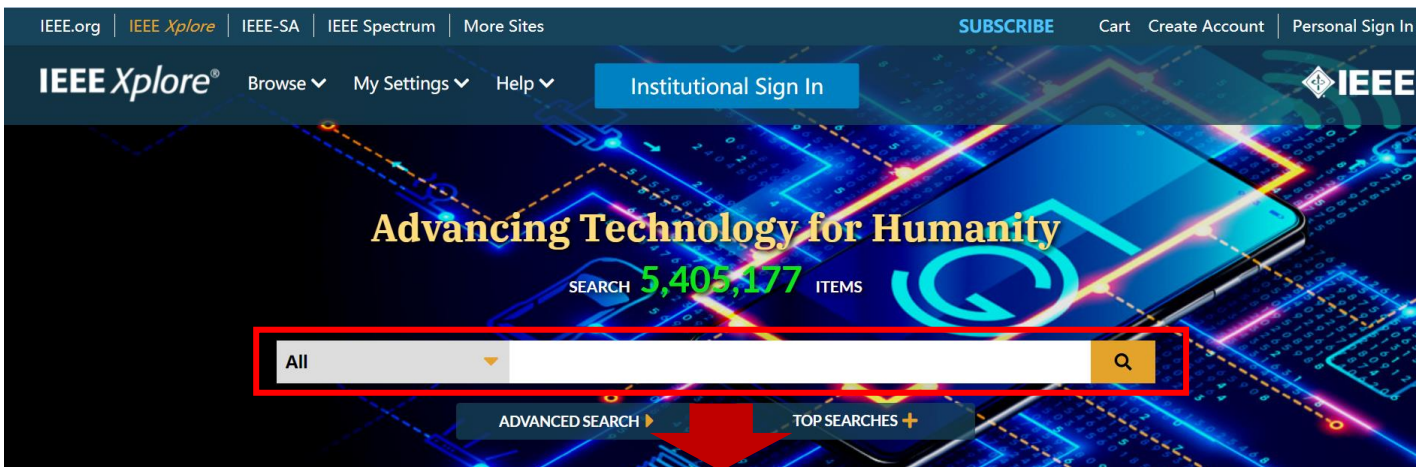 IEEE.org IEEE Xplore IEEE-SA IEEE Spectrum More Sites SUBSCRIBE Cart Create Account Personal Sign In
IEEE Xplore® Browse My Settings Help Institutional Sign In IEEE
Advancing Technology for Humanity
SEARCH 5,405,177 ITEMS
All
ADVANCED SEARCH TOP SEARCHES